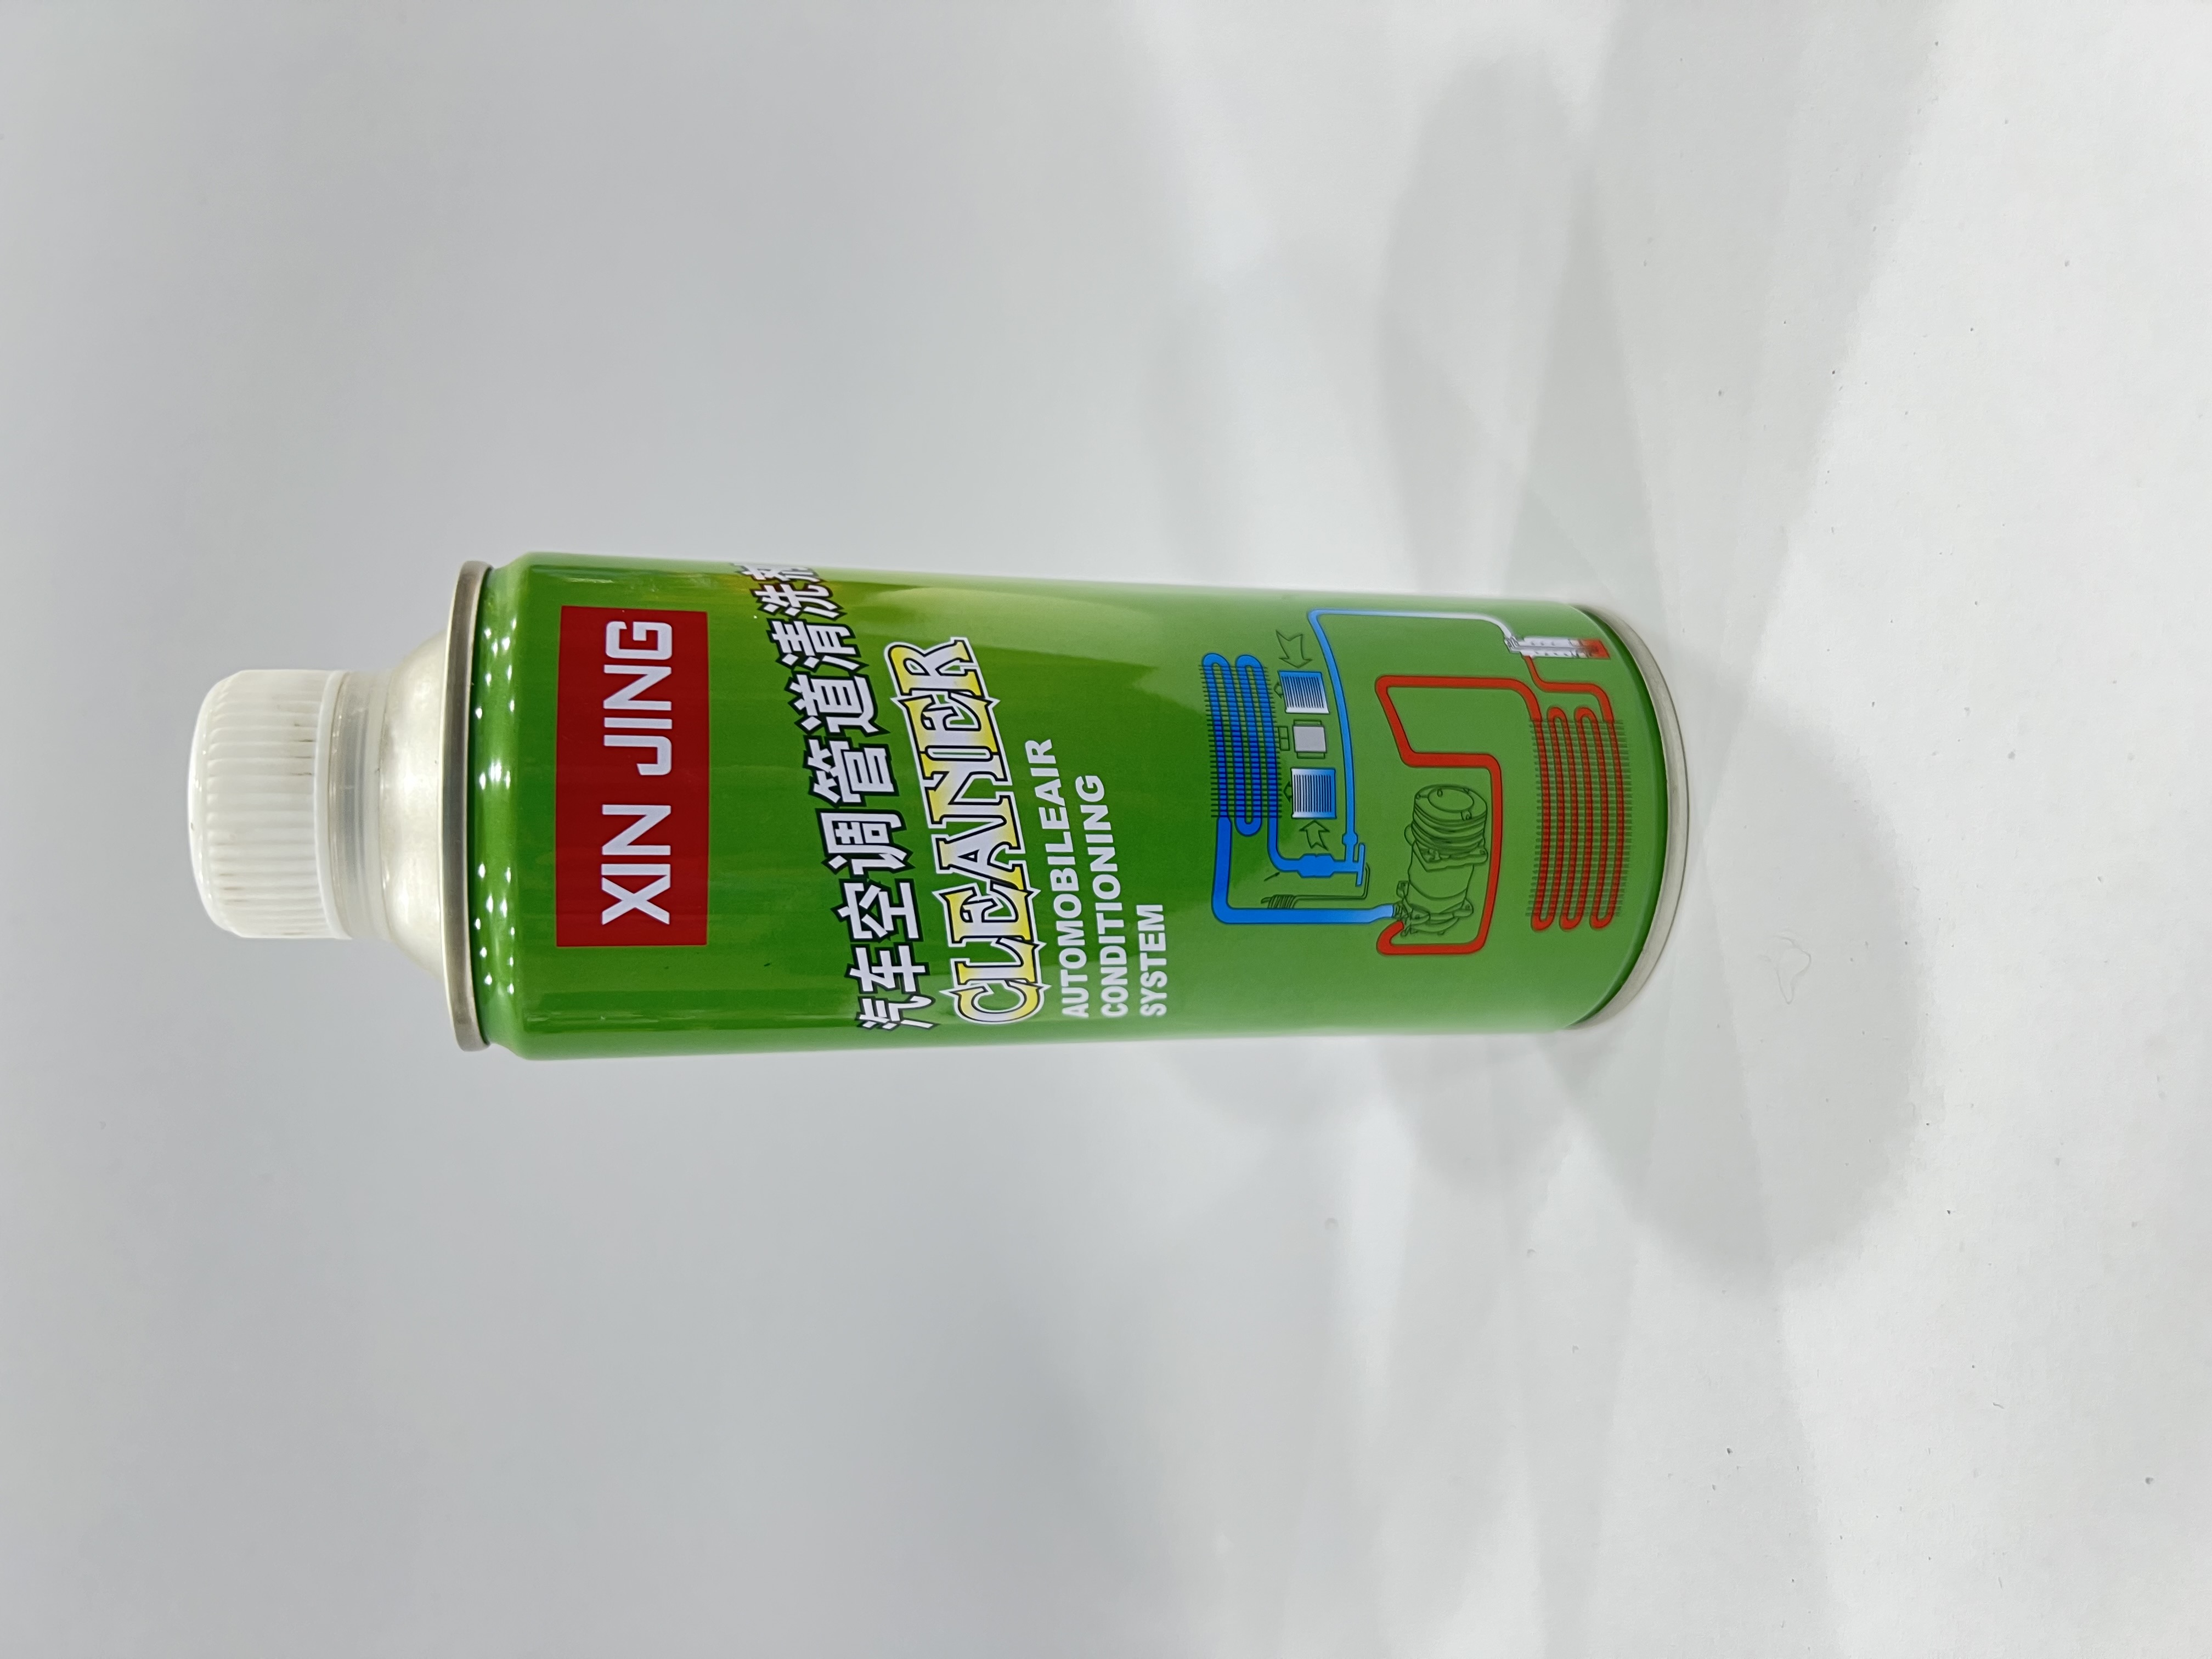 XIN JING
汽车空调管道清洗剂
CLEANER
AUTOMOBILEAIR
CONDITIONING
SYSTEM